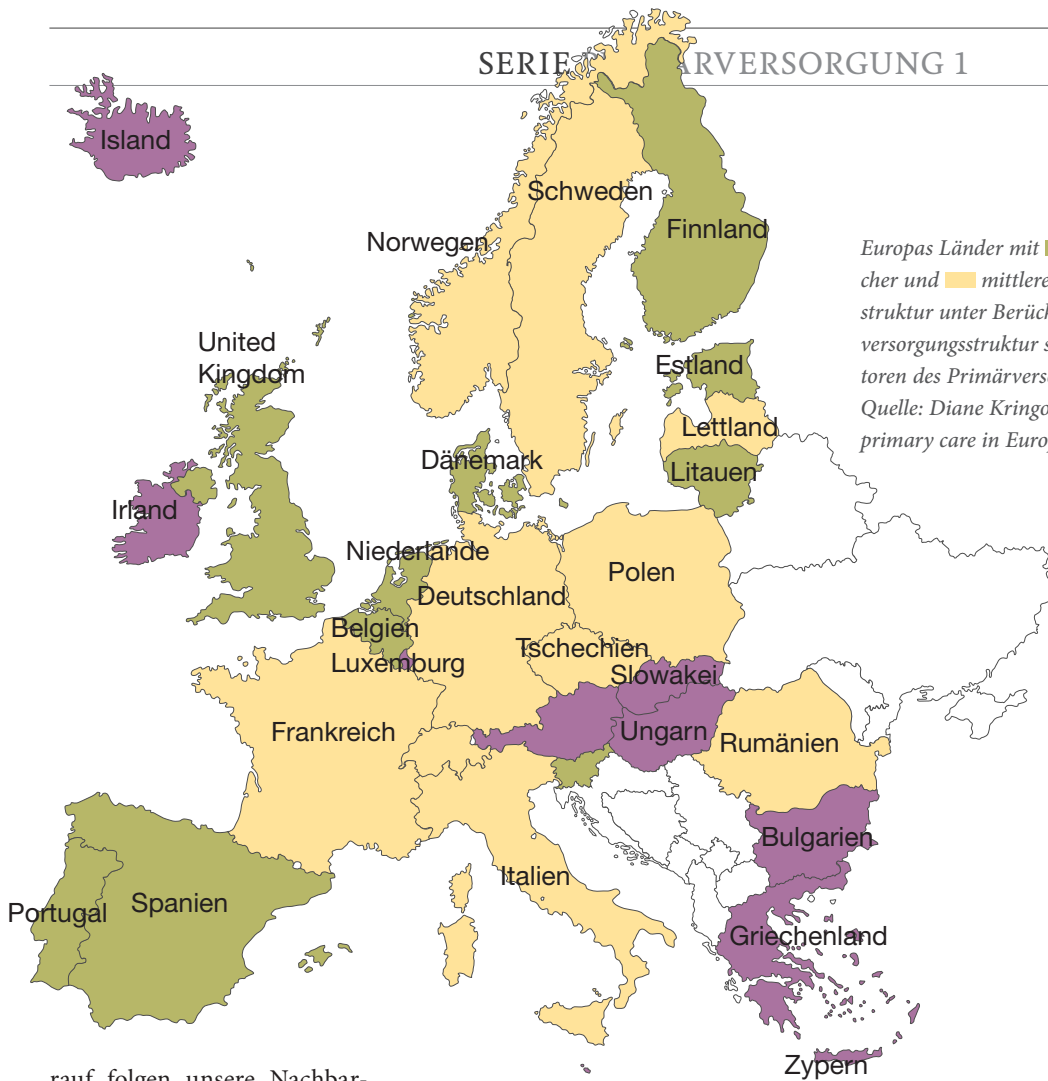 SERIE ARVERSORGUNG 1
Island
Schweden
Finnland
Norwegen
Europas Länder mit
cher und mittlere
struktur unter Berück
versorgungsstruktur s
toren des Primärvers
Quelle: Diane Kringo
primary care in Europ
United
Kingdom
Estland
Lettland
Dänemark
Litauen
Irland
Niederlande
Polen
Deutschland
Belgien
Tschechien
Luxemburg
Slowakei
Frankreich
Ungarn
Rumänien
Bulgarien
Italien
Spanien
Portugal
Griechenland
Zypern
rauf folgen unsere Nachbar-